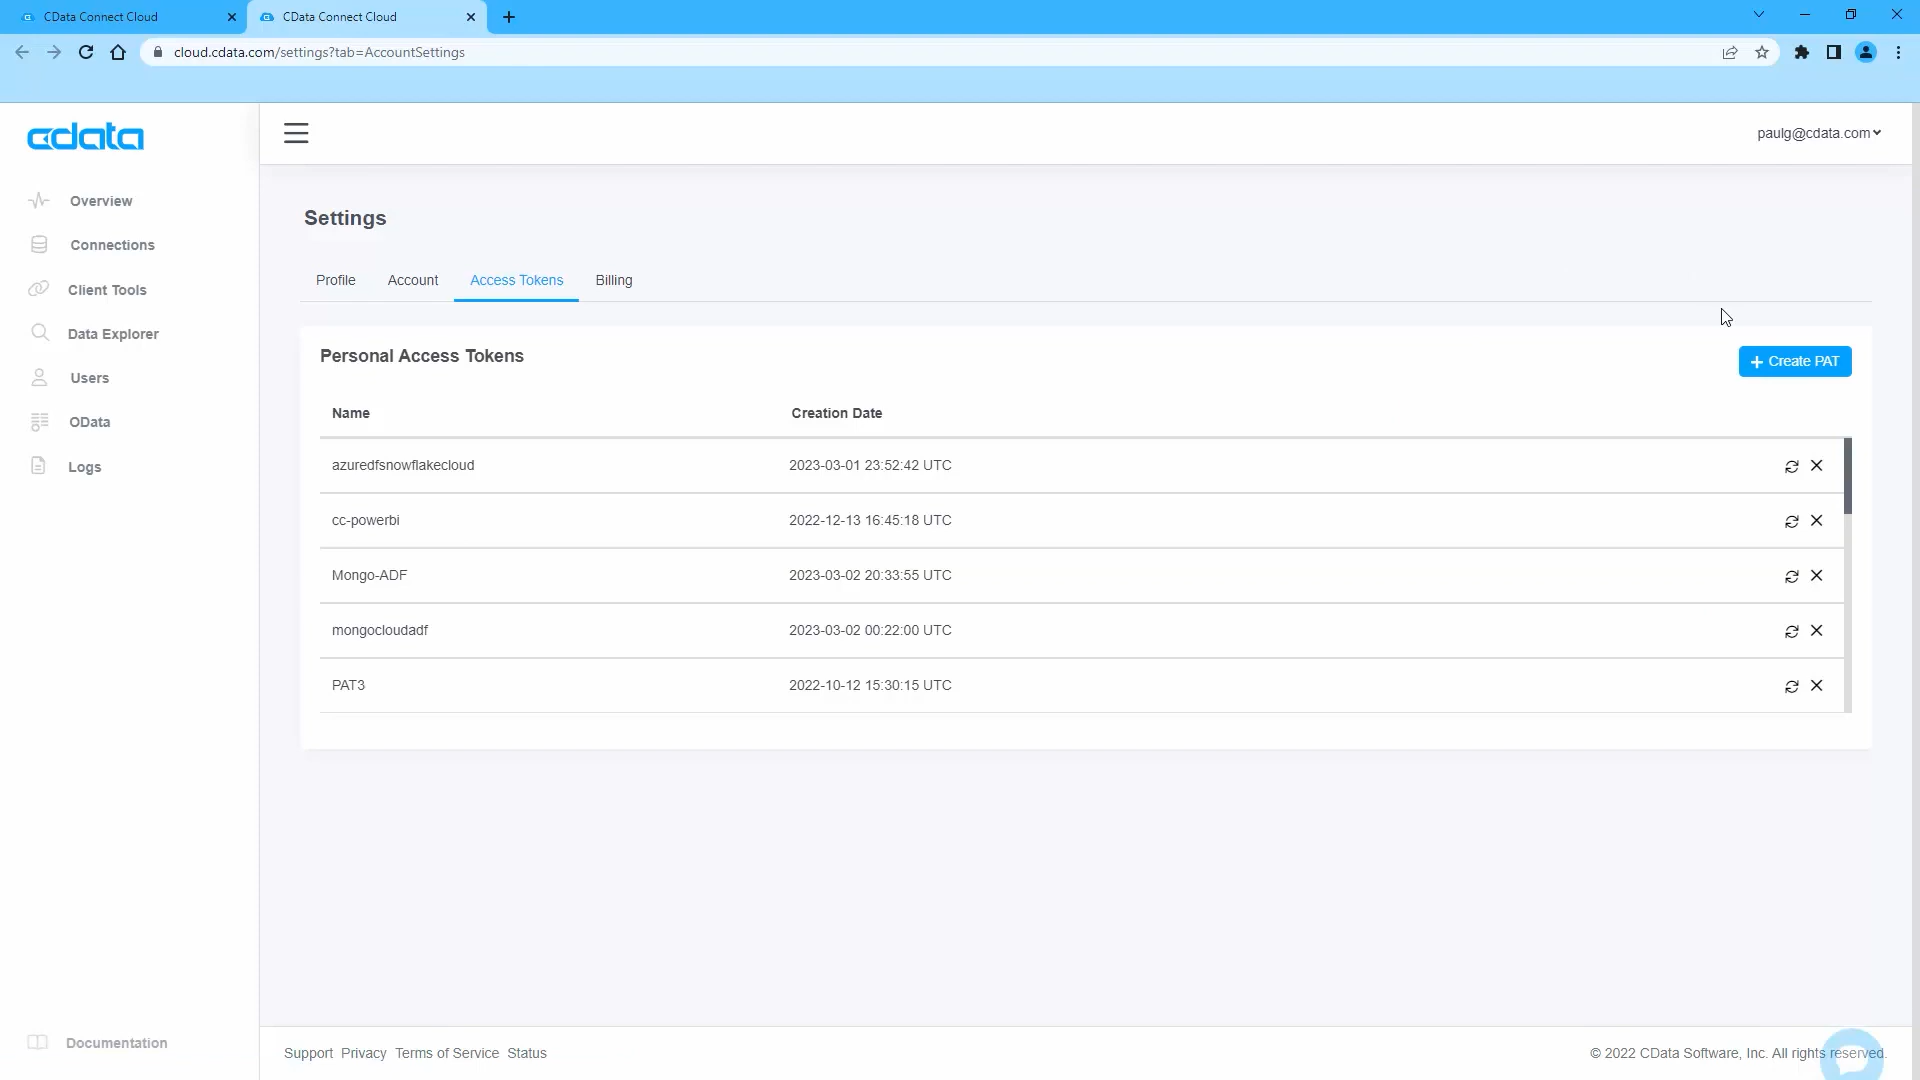 CData Connect Cloud
CData Connect Cloud
cloud.cdata.com/settings?tab=AccountSettings
cdata
paulg@cdata.com
Overview
Connections
Client Tools
Data Explorer
Users
OData
Logs
Documentation
Settings
Profile Account Access Tokens Billing
Personal Access Tokens
+ Create PAT
Name Creation Date
azuredfsnowflakecloud 2023-03-01 23:52:42 UTC
cc-powerbi 2022-12-13 16:45:18 UTC
Mongo-ADF 2023-03-02 20:33:55 UTC
mongocloudadf 2023-03-02 00:22:00 UTC
PAT3 2022-10-12 15:30:15 UTC
Support Privacy Terms of Service Status
© 2022 CData Software, Inc. All rights reserved.